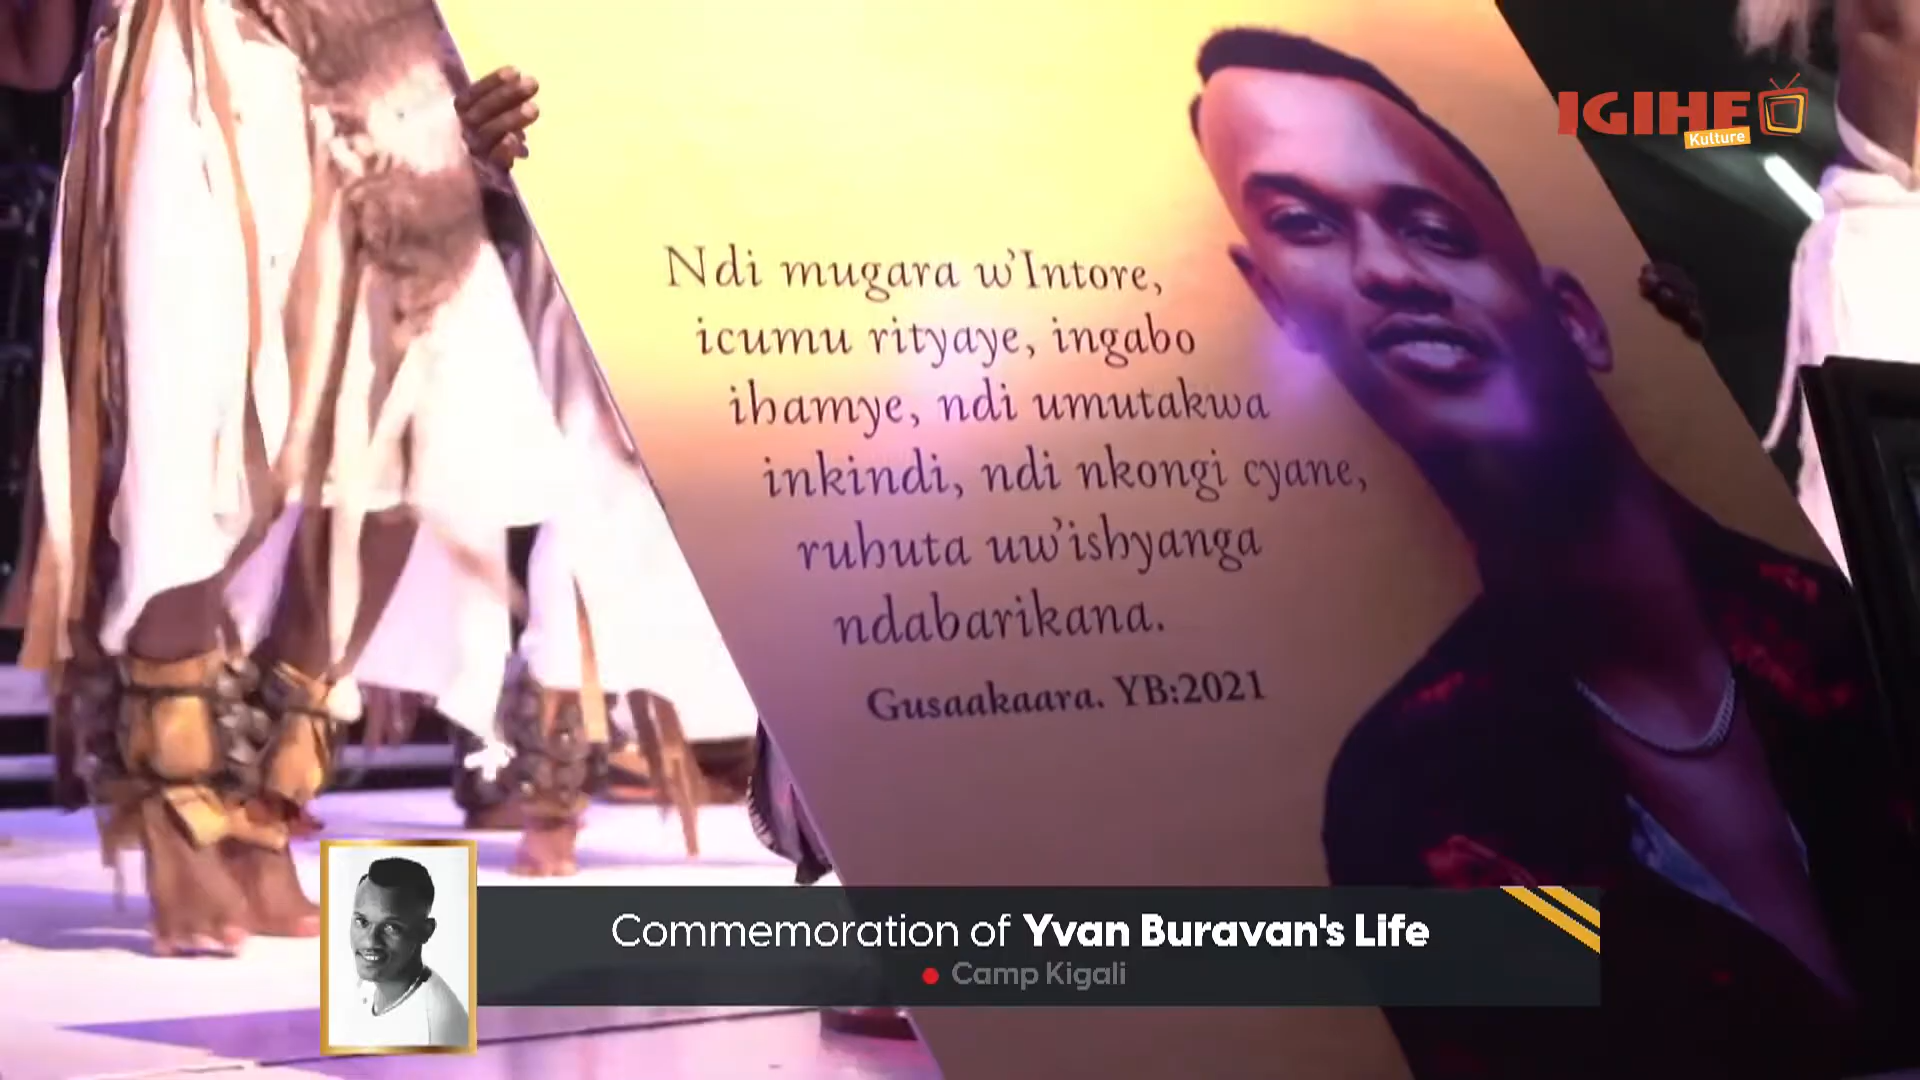 IGIHE
Kulture
Ndi mugara w'Intore,
icumu rityaye, ingabo
ihamye, ndi umutakwa
inkindi, ndi nkongi cyane,
ruhuta uw'ishyanga
ndabarikana.
Gusaakaara. YB:2021
Commemoration of Yvan Buravan's Life
Camp Kigali